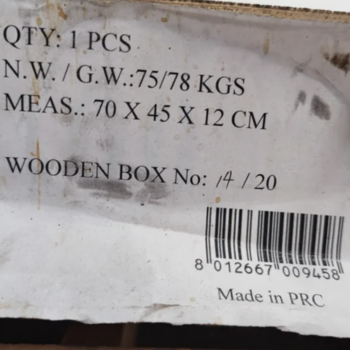 QTY: 1 PCS
N.W. / G.W.:75/78 KGS
MEAS.: 70 X 45 X 12 CM
WOODEN BOX No: 14/20
8 012667 009458
Made in PRC